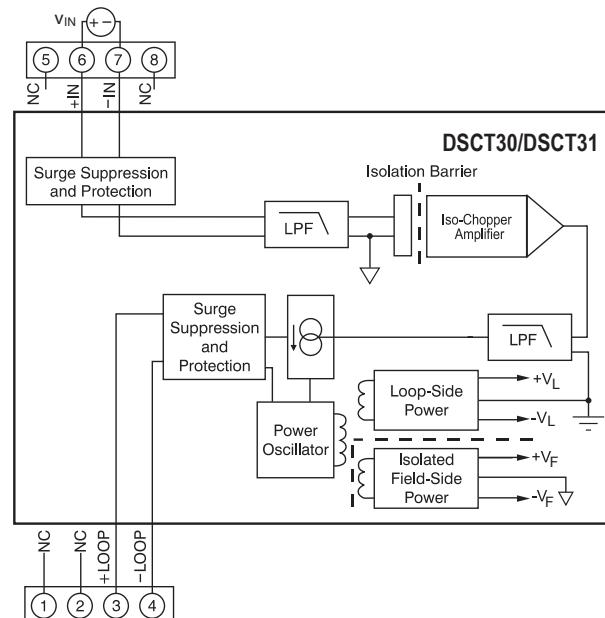 VIN
+ −
5
6
7
8
NC
+IN
−IN
NC
DSCT30/DSCT31
Surge Suppression
and Protection
Isolation Barrier
LPF
Iso-Chopper
Amplifier
Surge
Suppression
and
Protection
LPF
Loop-Side
Power
+VL
-VL
Power
Oscillator
Isolated
Field-Side
Power
+VF
-VF
NC
NC
+LOOP
−LOOP
1
2
3
4